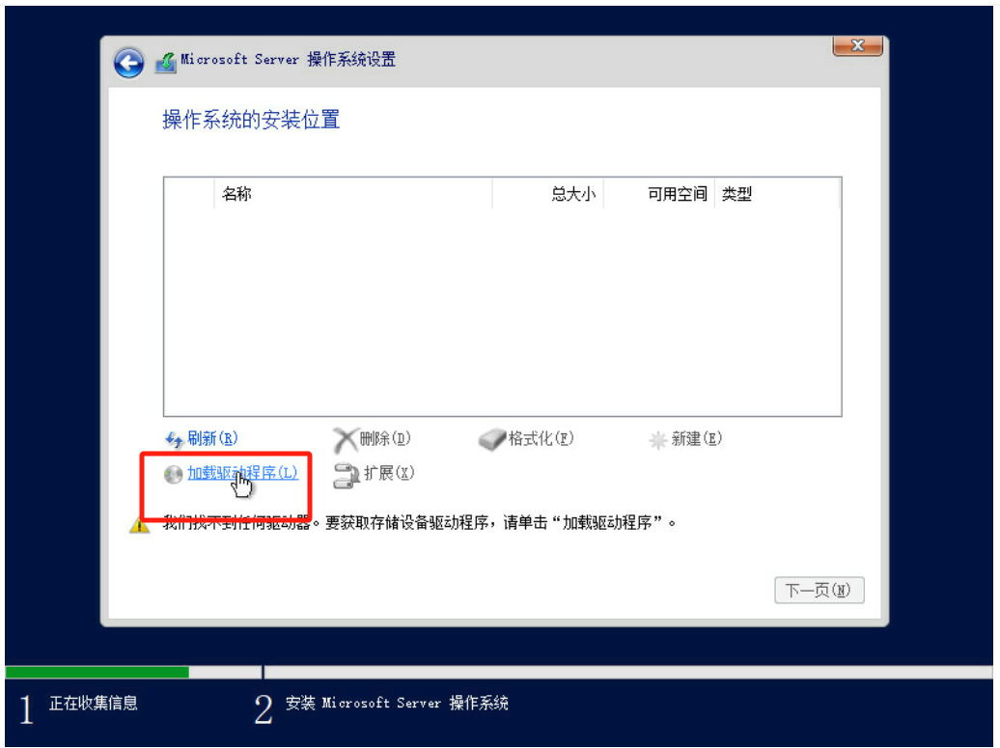 Microsoft Server 操作系统设置
操作系统的安装位置
名称 总大小 可用空间 类型
刷新(R) 删除(D) 格式化(F) 新建(E)
加载驱动程序(L) 扩展(X)
我们找不到任何驱动器。要获取存储设备驱动程序，请单击“加载驱动程序”。
下一页(N)
1 正在收集信息 2 安装 Microsoft Server 操作系统